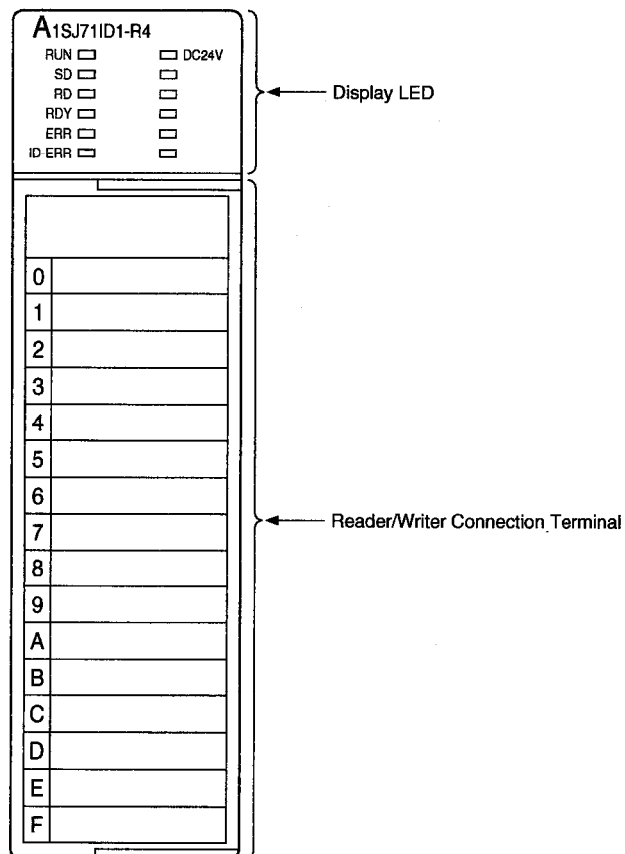 A1SJ71ID1-R4
RUN DC24V
SD
RD
RDY
ERR
ID ERR
Display LED
0
1
2
3
4
5
6
7
8
9
A
B
C
D
E
F
Reader/Writer Connection Terminal